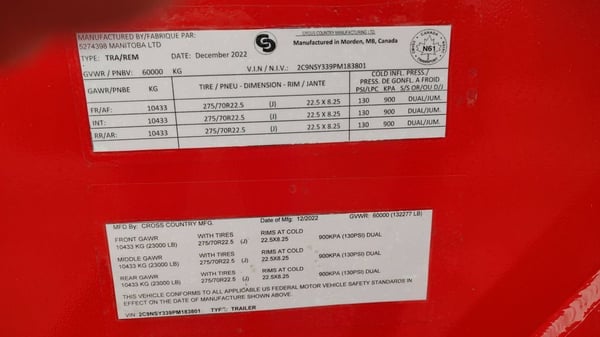 MANUFACTURED BY/FABRIQUE PAR:
5274398 MANITOBA LTD
TYPE: TRA/REM DATE: December 2022
CROSS COUNTRY MANUFACTURING LTD.
Manufactured in Morden, MB, Canada
CANADA
N61
TRANSPORT
GVWR / PNBV: 60000 KG V.I.N / N.I.V.: 2C9NSY339PM183801
GAWR/PNBE KG TIRE / PNEU - DIMENSION - RIM / JANTE COLD INFL. PRESS./
PRESS. DE GONFL. A FROID
PSI/LPC KPA S/S OR/OU D/J
FR/AF: 10433 275/70R22.5 (J) 22.5 X 8.25 130 900 DUAL/JUM.
INT: 10433 275/70R22.5 (J) 22.5 X 8.25 130 900 DUAL/JUM.
RR/AR: 10433 275/70R22.5 (J) 22.5 X 8.25 130 900 DUAL/JUM.
MFG By: CROSS COUNTRY MFG. Date of Mfg: 12/2022 GVWR: 60000 (132277 LB)
FRONT GAWR WITH TIRES RIMS AT COLD
10433 KG (23000 LB) 275/70R22.5 (J) 22.5X8.25 900KPA (130PSI) DUAL
MIDDLE GAWR WITH TIRES RIMS AT COLD
10433 KG (23000 LB) 275/70R22.5 (J) 22.5X8.25 900KPA (130PSI) DUAL
REAR GAWR WITH TIRES RIMS AT COLD
10433 KG (23000 LB) 275/70R22.5 (J) 22.5X8.25 900KPA (130PSI) DUAL
THIS VEHICLE CONFORMS TO ALL APPLICABLE US FEDERAL MOTOR VEHICLE SAFETY STANDARDS IN
EFFECT ON THE DATE OF MANUFACTURE SHOWN ABOVE.
VIN 2C9NSY339PM183801 TYPE: TRAILER